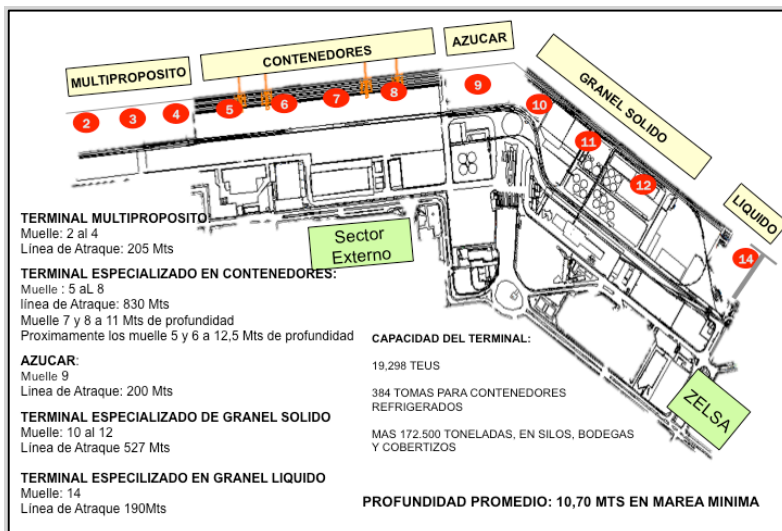 MULTIPROPOSITO
CONTENEDORES
AZUCAR
GRANEL SOLIDO
LÍQUIDO
2
3
4
5
6
7
8
9
10
11
12
14
Sector
Externo
ZELSA
TERMINAL MULTIPROPOSITO:
Muelle: 2 al 4
Línea de Atraque: 205 Mts
TERMINAL ESPECIALIZADO EN CONTENEDORES:
Muelle : 5 aL 8
línea de Atraque: 830 Mts
Muelle 7 y 8 a 11 Mts de profundidad
Proximamente los muelle 5 y 6 a 12,5 Mts de profundidad
AZUCAR:
Muelle 9
Linea de Atraque: 200 Mts
TERMINAL ESPECIALIZADO DE GRANEL SOLIDO
Muelle: 10 al 12
Línea de Atraque 527 Mts
TERMINAL ESPECILIZADO EN GRANEL LIQUIDO
Muelle: 14
Línea de Atraque 190Mts
CAPACIDAD DEL TERMINAL:
19,298 TEUS
384 TOMAS PARA CONTENEDORES
REFRIGERADOS
MAS 172.500 TONELADAS, EN SILOS, BODEGAS
Y COBERTIZOS
PROFUNDIDAD PROMEDIO: 10,70 MTS EN MAREA MINIMA